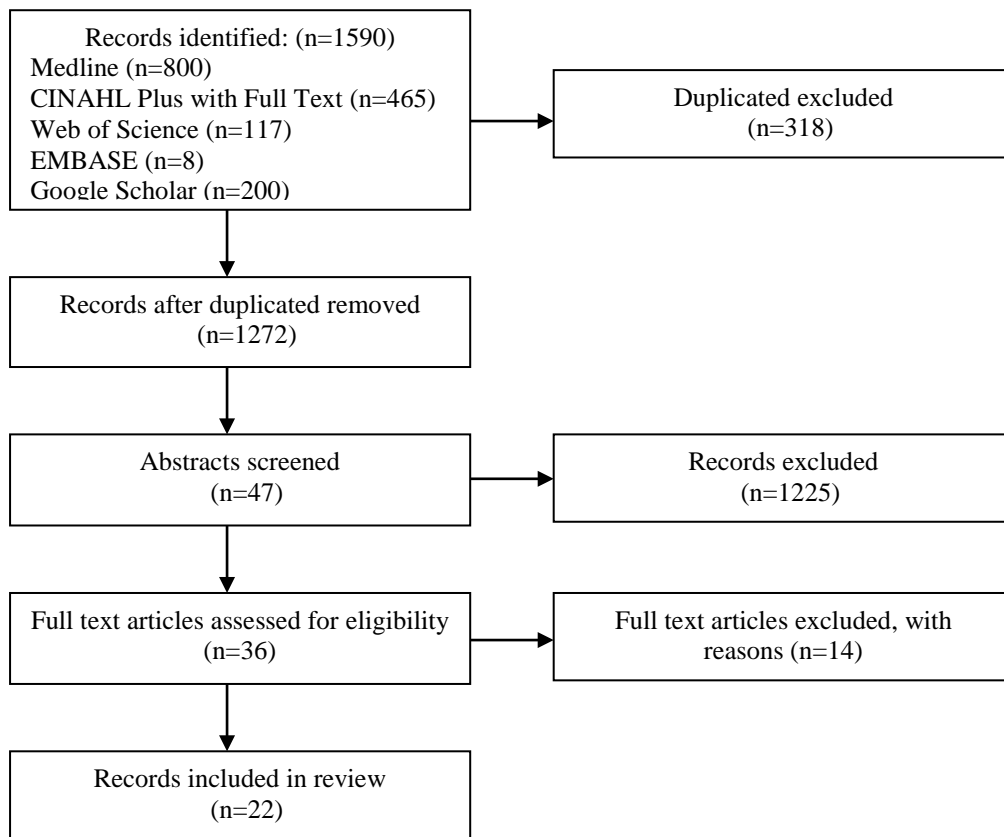 Records identified: (n=1590)
Medline (n=800)
CINAHL Plus with Full Text (n=465)
Web of Science (n=117)
EMBASE (n=8)
Google Scholar (n=200)
Duplicated excluded
(n=318)
Records after duplicated removed
(n=1272)
Abstracts screened
(n=47)
Records excluded
(n=1225)
Full text articles assessed for eligibility
(n=36)
Full text articles excluded, with
reasons (n=14)
Records included in review
(n=22)